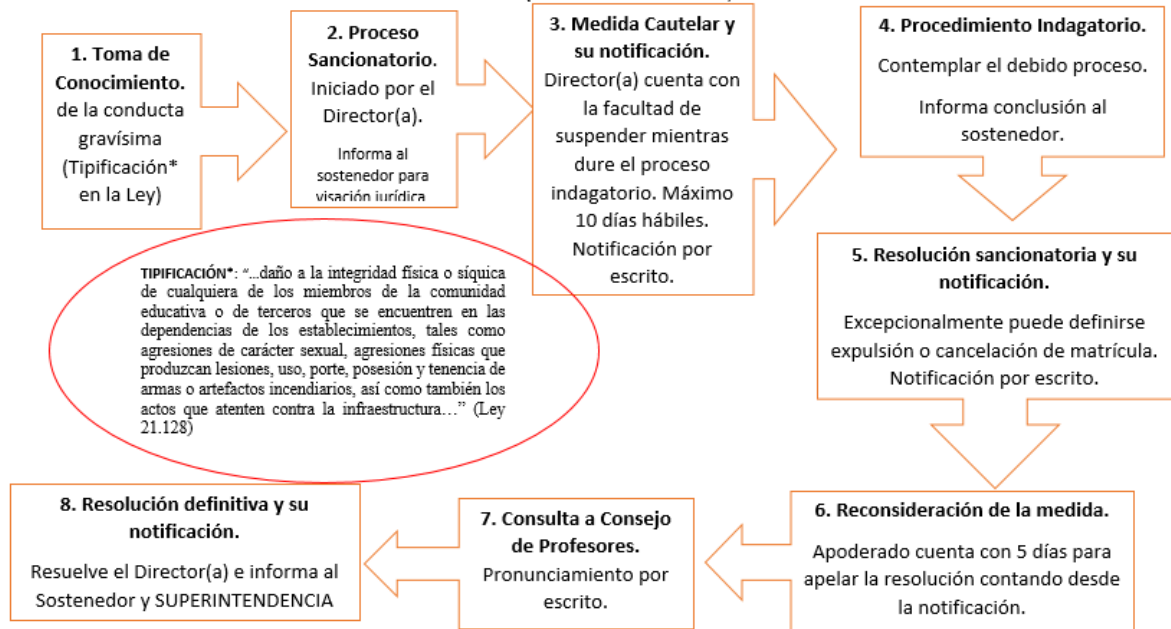 1. Toma de
Conocimiento.
de la conducta
gravísima
(Tipificación*
en la Ley)
2. Proceso
Sancionatorio.
Iniciado por el
Director(a).
Informa al
sostenedor para
visación jurídica
3. Medida Cautelar y
su notificación.
Director(a) cuenta con
la facultad de
suspender mientras
dure el proceso
indagatorio. Máximo
10 días hábiles.
Notificación por
escrito.
4. Procedimiento Indagatorio.
Contemplar el debido proceso.
Informa conclusión al
sostenedor.
TIPIFICACIÓN*: “...daño a la integridad física o síquica
de cualquiera de los miembros de la comunidad
educativa o de terceros que se encuentren en las
dependencias de los establecimientos, tales como
agresiones de carácter sexual, agresiones físicas que
produzcan lesiones, uso, porte, posesión y tenencia de
armas o artefactos incendiarios, así como también los
actos que atenten contra la infraestructura…” (Ley
21.128)
5. Resolución sancionatoria y su
notificación.
Excepcionalmente puede definirse
expulsión o cancelación de matrícula.
Notificación por escrito.
6. Reconsideración de la medida.
Apoderado cuenta con 5 días para
apelar la resolución contando desde
la notificación.
7. Consulta a Consejo
de Profesores.
Pronunciamiento por
escrito.
8. Resolución definitiva y su
notificación.
Resuelve el Director(a) e informa al
Sostenedor y SUPERINTENDENCIA